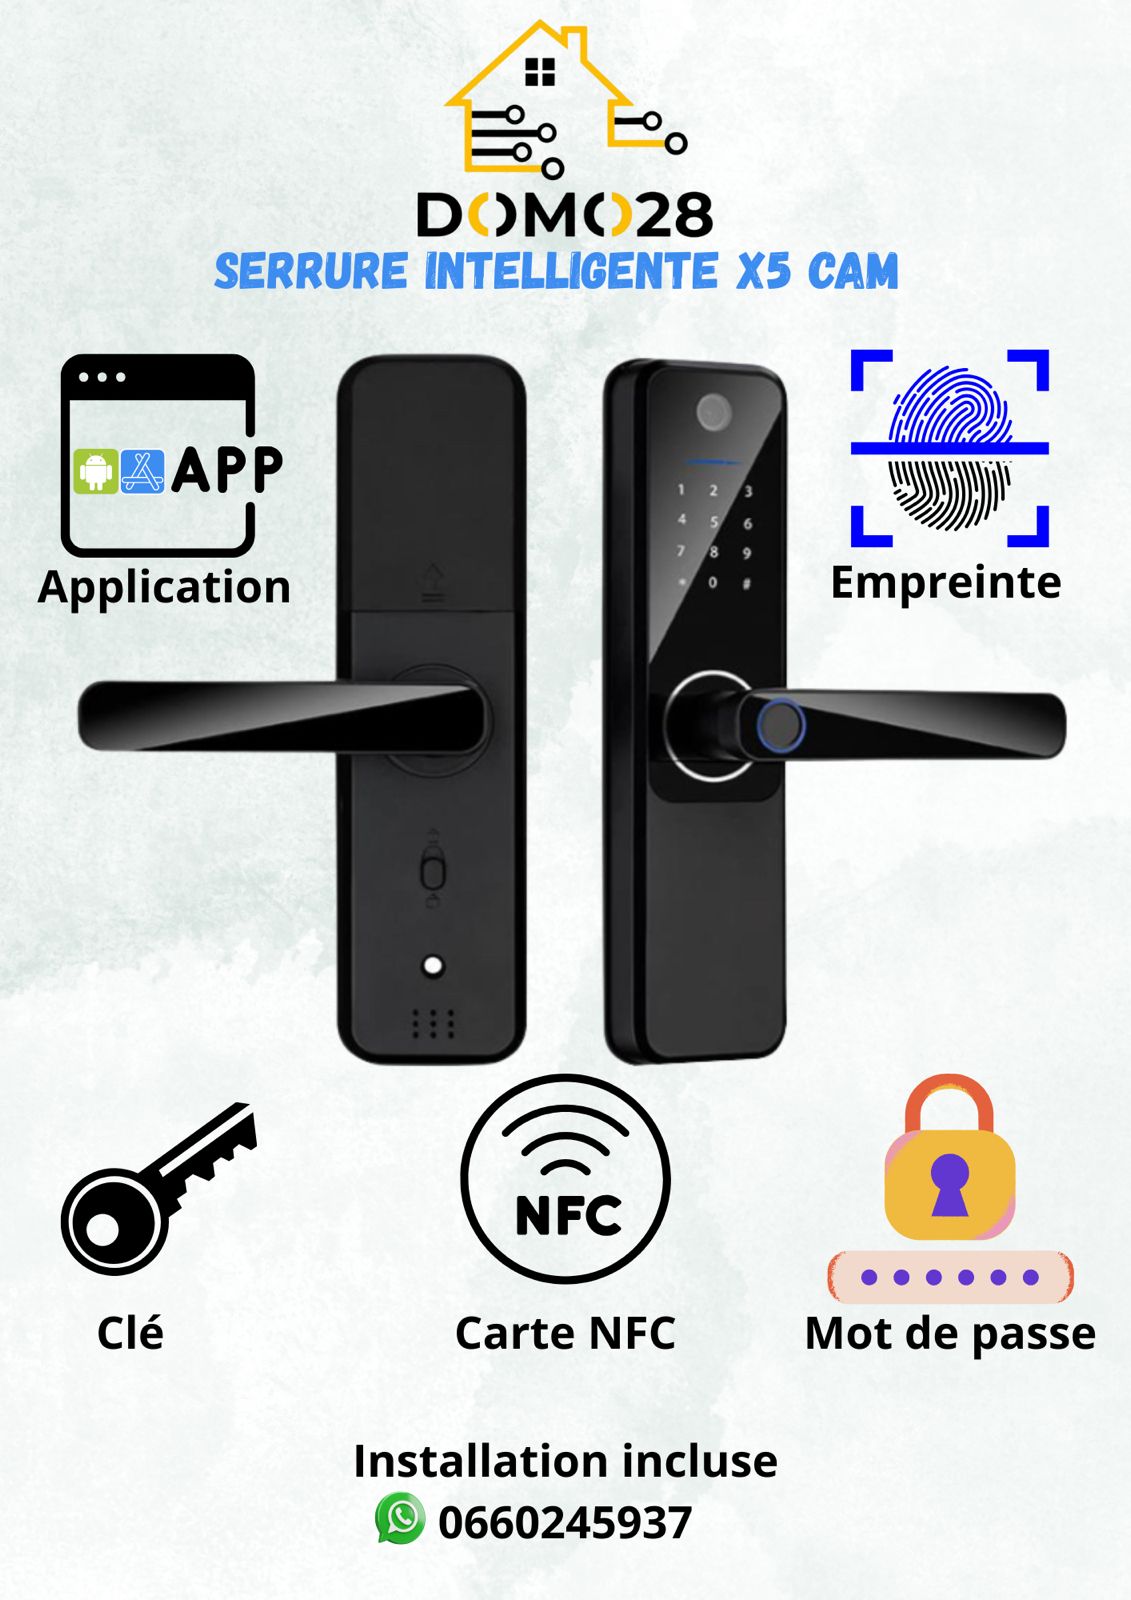 DOMO28
SERRURE INTELLIGENTE X5 CAM
APP
Application
1 2 3
4 5 6
7 8 9
* 0 #
Empreinte
Clé
NFC
Carte NFC
Mot de passe
Installation incluse
0660245937